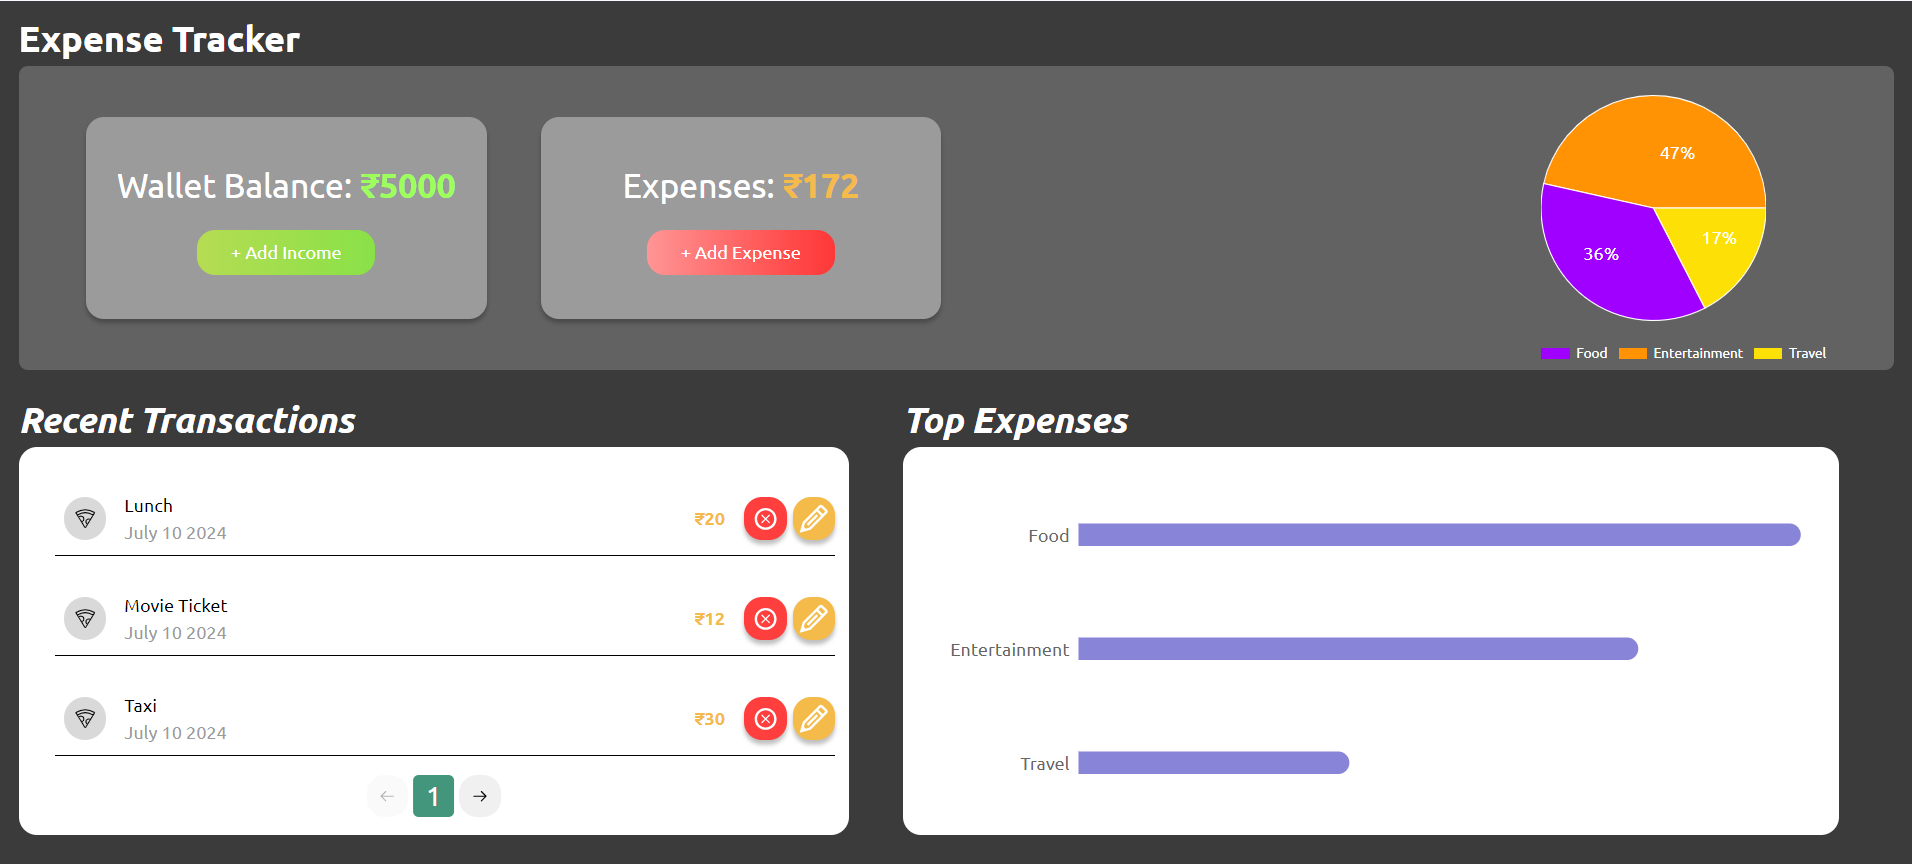 Expense Tracker
Wallet Balance: ₹5000
+ Add Income
Expenses: ₹172
+ Add Expense
47%
36%
17%
Food
Entertainment
Travel
Recent Transactions
Lunch
July 10 2024
₹20
Movie Ticket
July 10 2024
₹12
Taxi
July 10 2024
₹30
← 1 →
Top Expenses
Food
Entertainment
Travel